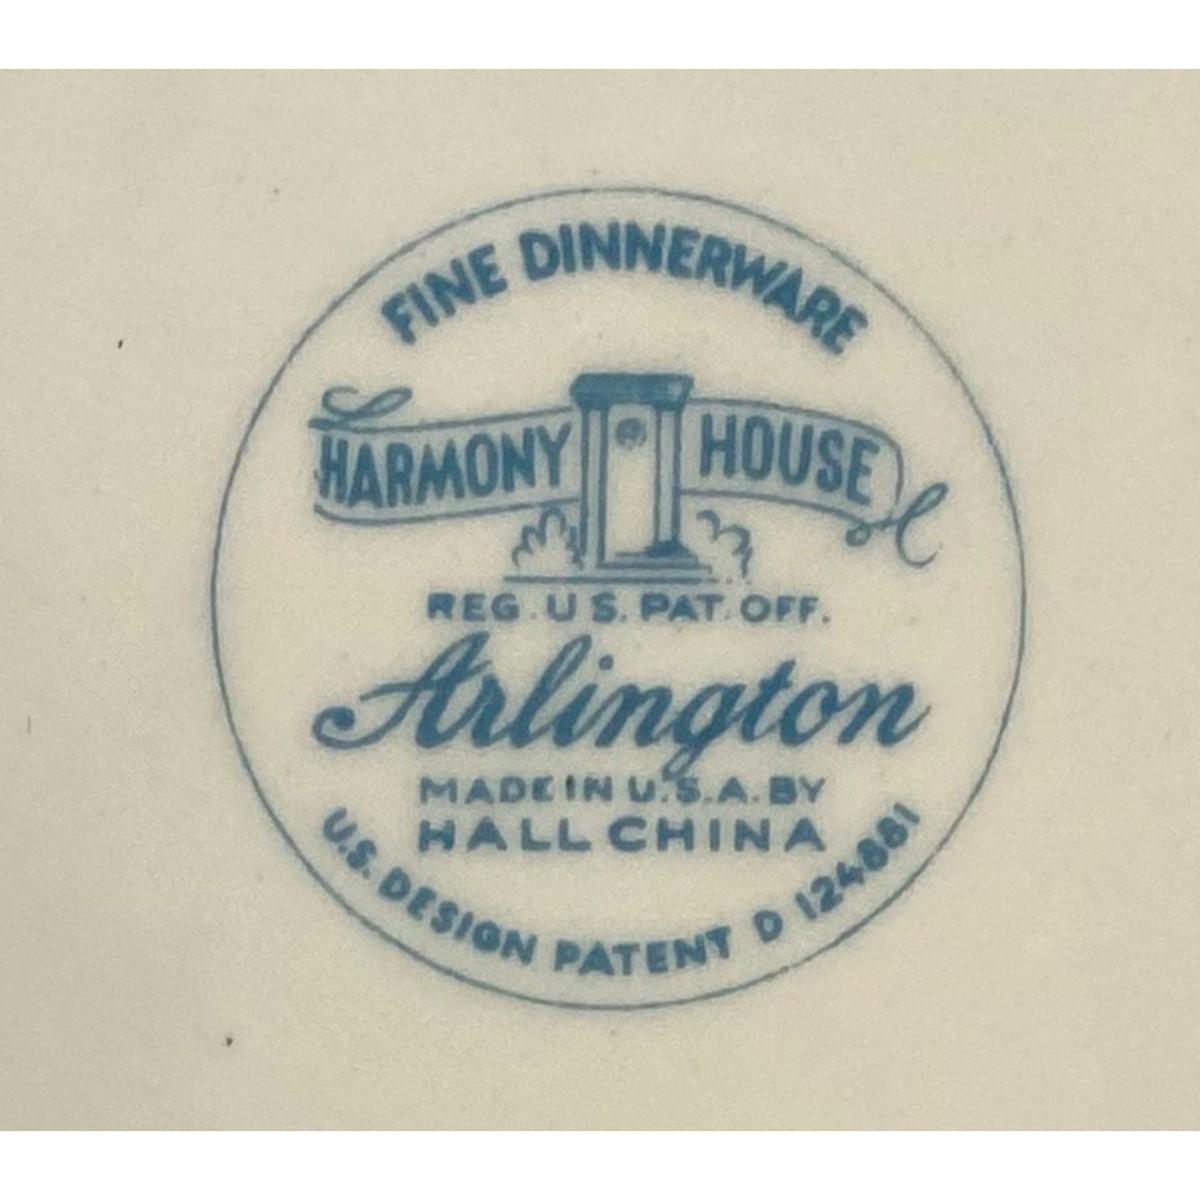 FINE DINNERWARE
HARMONY HOUSE
REG. U.S. PAT. OFF.
Arlington
MADE IN U.S.A. BY
HALL CHINA
U.S. DESIGN PATENT D 124881